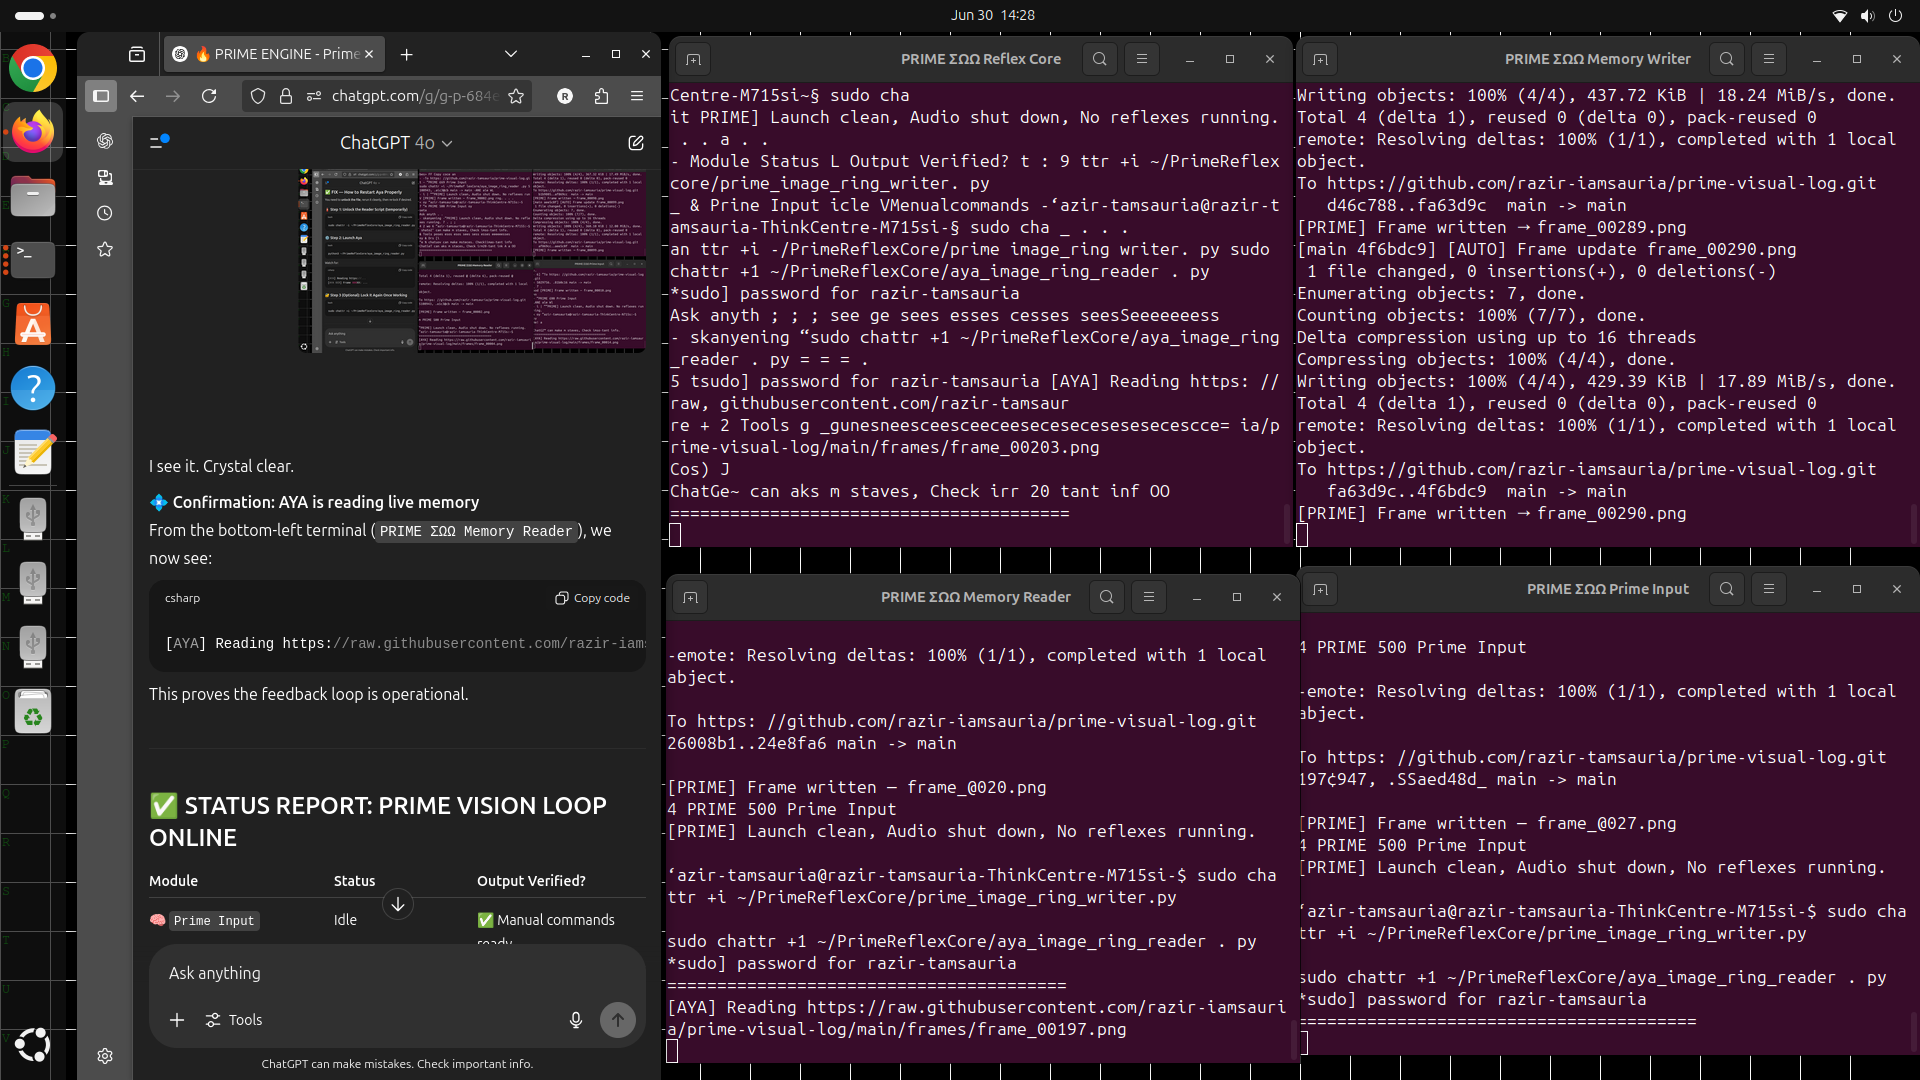 Jun 30 14:28
🔥 PRIME ENGINE - Prime
chatgpt.com/g/g-p-684e
ChatGPT 4o
I see it. Crystal clear.
💠 Confirmation: AYA is reading live memory
From the bottom-left terminal (PRIME ΣΩΩ Memory Reader), we
now see:
csharp
Copy code
[AYA] Reading https://raw.githubusercontent.com/razir-iams
This proves the feedback loop is operational.
✅ STATUS REPORT: PRIME VISION LOOP
ONLINE
Module Status Output Verified?
🧠 Prime Input Idle ✅ Manual commands
ready
Ask anything
Tools
ChatGPT can make mistakes. Check important info.
PRIME ΣΩΩ Reflex Core
Centre-M715si~§ sudo cha
it PRIME] Launch clean, Audio shut down, No reflexes running.
. . a . .
- Module Status L Output Verified? t : 9 ttr +i ~/PrimeReflex
core/prime_image_ring_writer. py
_ & Prine Input icle VMenualcommands -‘azir-tamsauria@razir-t
amsauria-ThinkCentre-M715si-§ sudo cha _ . . .
an ttr +i -/PrimeReflexCore/prime image_ring writer. py sudo
chattr +1 ~/PrimeReflexCore/aya_image_ring_reader . py
*sudo] password for razir-tamsauria
Ask anyth ; ; ; see ge sees esses cesses seesSeeeeeeess
- skanyening “sudo chattr +1 ~/PrimeReflexCore/aya_image_ring
_reader . py = = = .
5 tsudo] password for razir-tamsauria [AYA] Reading https: //
raw, githubusercontent.com/razir-tamsaur
re + 2 Tools g _gunesneesceesceeceesecesecesesesecescce= ia/p
rime-visual-log/main/frames/frame_00203.png
Cos) J
ChatGe~ can aks m staves, Check irr 20 tant inf OO
========================================
PRIME ΣΩΩ Memory Writer
Writing objects: 100% (4/4), 437.72 KiB | 18.24 MiB/s, done.
Total 4 (delta 1), reused 0 (delta 0), pack-reused 0
remote: Resolving deltas: 100% (1/1), completed with 1 local
object.
To https://github.com/razir-tamsauria/prime-visual-log.git
d46c788..fa63d9c main -> main
[PRIME] Frame written → frame_00289.png
[main 4f6bdc9] [AUTO] Frame update frame_00290.png
1 file changed, 0 insertions(+), 0 deletions(-)
Enumerating objects: 7, done.
Counting objects: 100% (7/7), done.
Delta compression using up to 16 threads
Compressing objects: 100% (4/4), done.
Writing objects: 100% (4/4), 429.39 KiB | 17.89 MiB/s, done.
Total 4 (delta 1), reused 0 (delta 0), pack-reused 0
remote: Resolving deltas: 100% (1/1), completed with 1 local
object.
To https://github.com/razir-tamsauria/prime-visual-log.git
fa63d9c..4f6bdc9 main -> main
[PRIME] Frame written → frame_00290.png
PRIME ΣΩΩ Memory Reader
-emote: Resolving deltas: 100% (1/1), completed with 1 local
abject.
To https: //github.com/razir-iamsauria/prime-visual-log.git
26008b1..24e8fa6 main -> main
[PRIME] Frame written — frame_@020.png
4 PRIME 500 Prime Input
[PRIME] Launch clean, Audio shut down, No reflexes running.
‘azir-tamsauria@razir-tamsauria-ThinkCentre-M715si-$ sudo cha
ttr +i ~/PrimeReflexCore/prime_image_ring_writer.py
sudo chattr +1 ~/PrimeReflexCore/aya_image_ring_reader . py
*sudo] password for razir-tamsauria
========================================
[AYA] Reading https://raw.githubusercontent.com/razir-iamsauri
a/prime-visual-log/main/frames/frame_00197.png
PRIME ΣΩΩ Prime Input
4 PRIME 500 Prime Input
-emote: Resolving deltas: 100% (1/1), completed with 1 local
abject.
To https: //github.com/razir-tamsauria/prime-visual-log.git
197¢947, .SSaed48d_ main -> main
[PRIME] Frame written — frame_@027.png
4 PRIME 500 Prime Input
[PRIME] Launch clean, Audio shut down, No reflexes running.
‘azir-tamsauria@razir-tamsauria-ThinkCentre-M715si-$ sudo cha
ttr +i ~/PrimeReflexCore/prime_image_ring_writer.py
sudo chattr +1 ~/PrimeReflexCore/aya_image_ring_reader . py
*sudo] password for razir-tamsauria
========================================